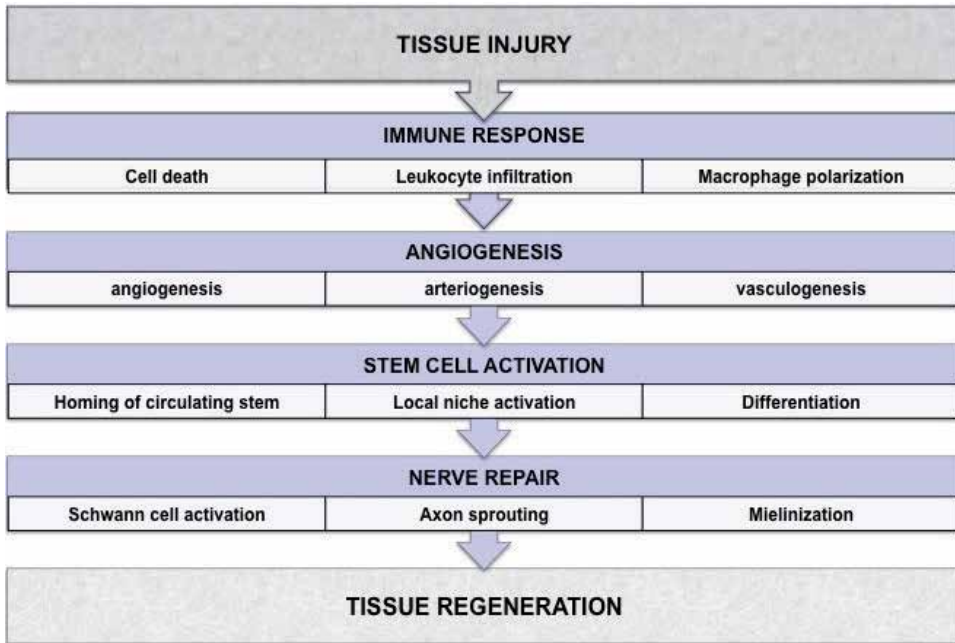 TISSUE INJURY
IMMUNE RESPONSE
Cell death Leukocyte infiltration Macrophage polarization
ANGIOGENESIS
angiogenesis arteriogenesis vasculogenesis
STEM CELL ACTIVATION
Homing of circulating stem Local niche activation Differentiation
NERVE REPAIR
Schwann cell activation Axon sprouting Mielinization
TISSUE REGENERATION